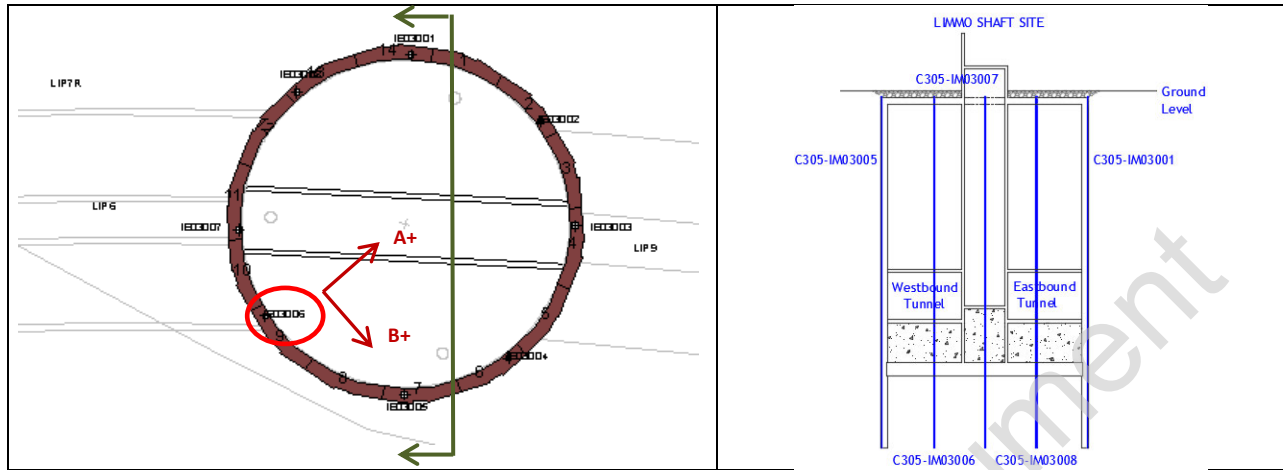 IE03001
14
1
LIP7R
2
IE03002
3
11
LIP6
IE03007
IE03003
4
LIP9
A+
10
5
B+
9
IE03004
6
8
7
IE03005
LIMMO SHAFT SITE
C305-IM03007
Ground
Level
C305-IM03005
C305-IM03001
Westbound
Tunnel
Eastbound
Tunnel
C305-IM03006
C305-IM03008
ument